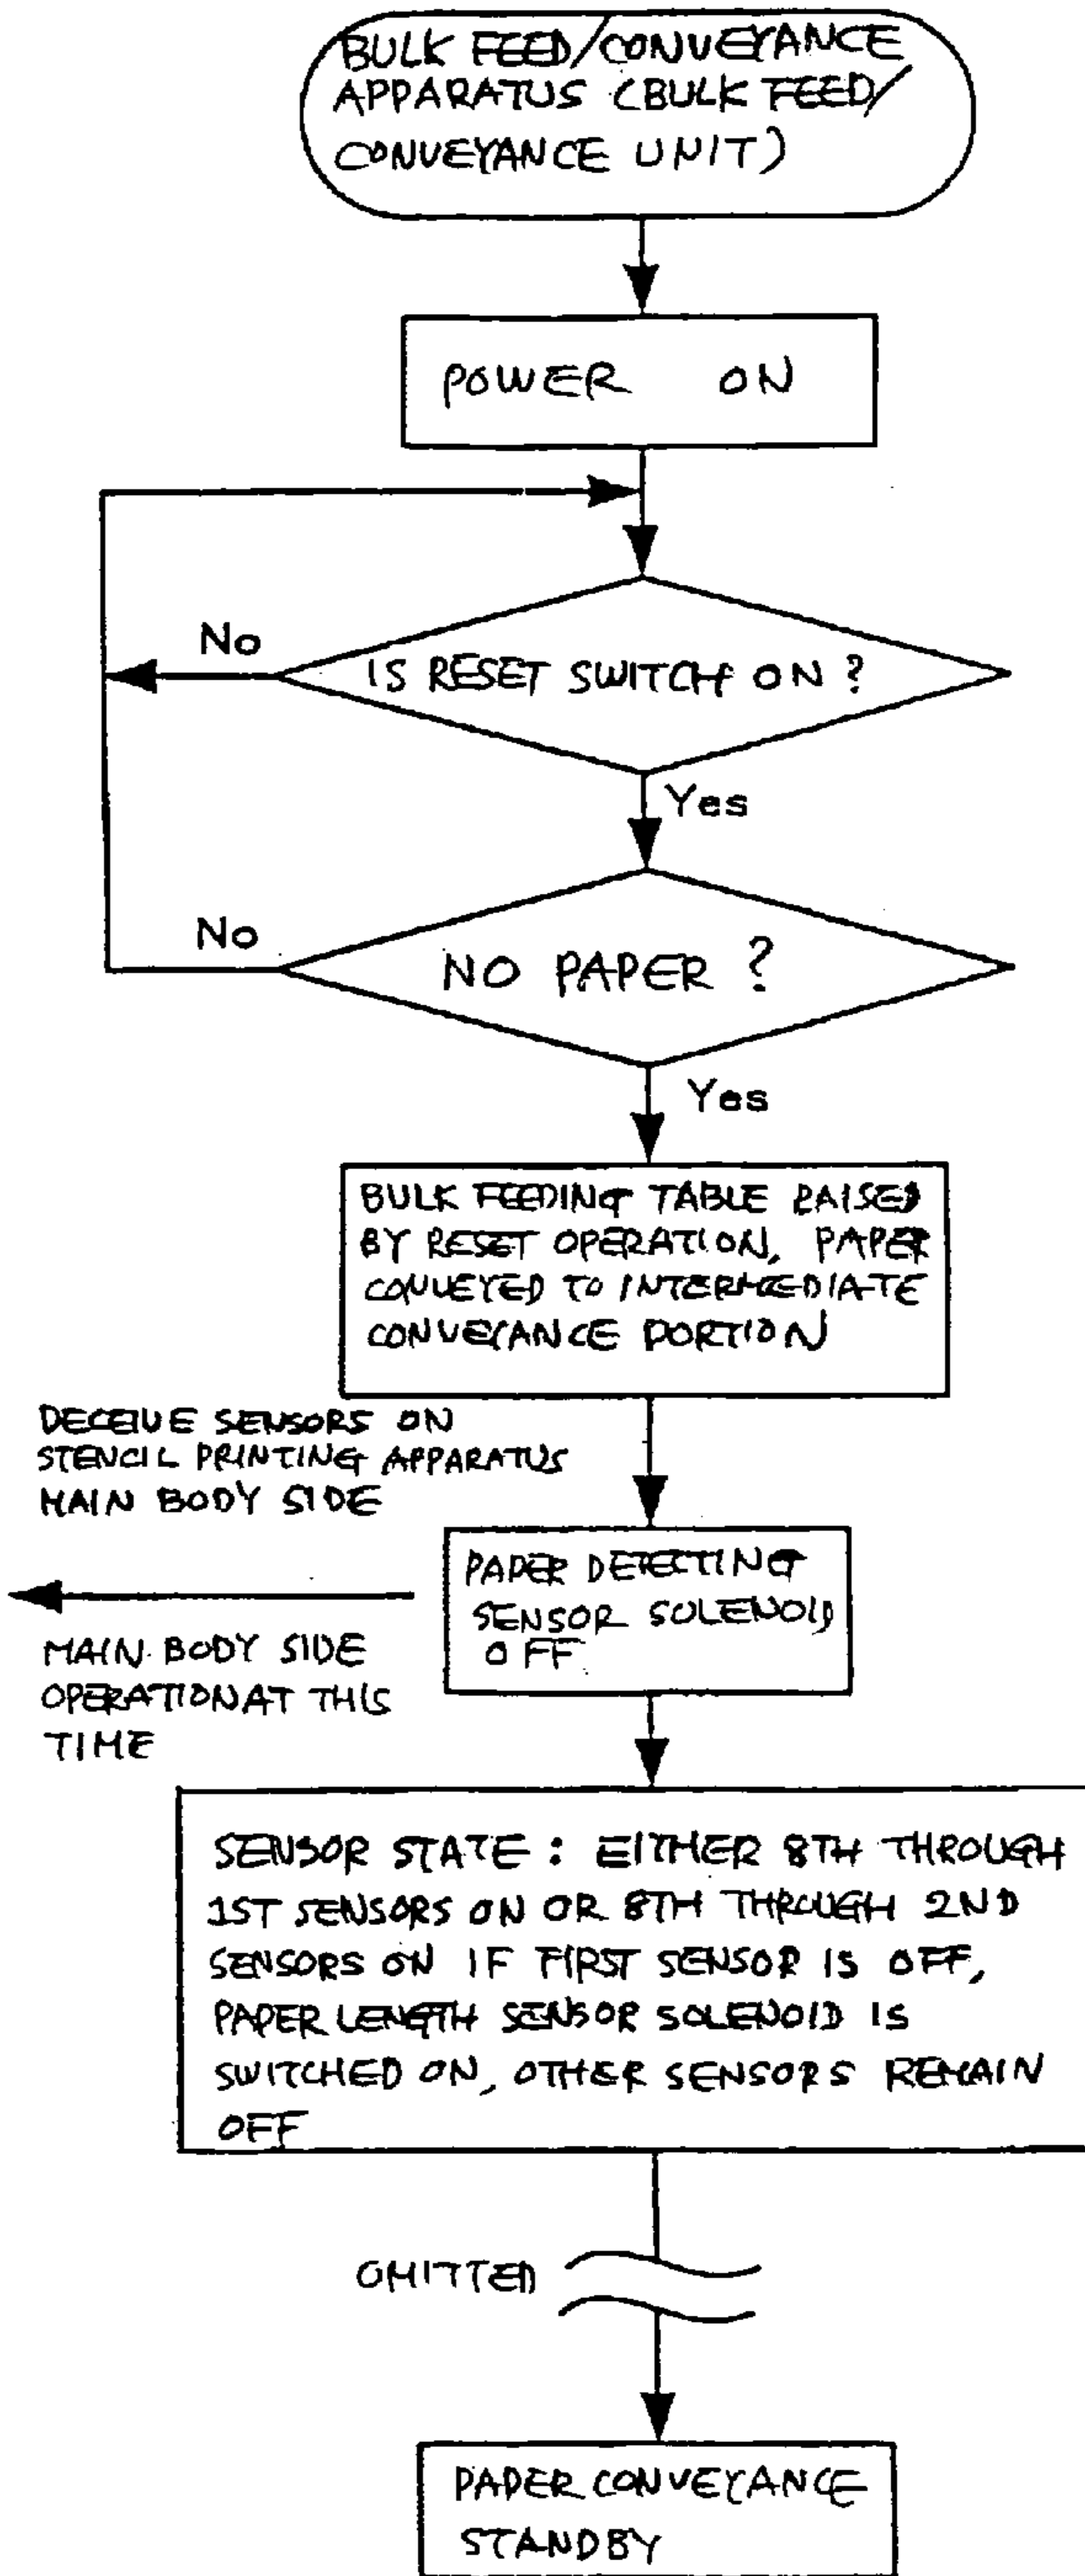 BULK FEED/CONVEYANCE
APPARATUS (BULK FEED/
CONVEYANCE UNIT)
POWER ON
No
IS RESET SWITCH ON ?
Yes
No
NO PAPER ?
Yes
BULK FEEDING TABLE RAISED
BY RESET OPERATION, PAPER
CONVEYED TO INTERMEDIATE
CONVEYANCE PORTION
DECEIVE SENSORS ON
STENCIL PRINTING APPARATUS
MAIN BODY SIDE
PAPER DETECTING
SENSOR SOLENOID
OFF
MAIN BODY SIDE
OPERATION AT THIS
TIME
SENSOR STATE : EITHER 8TH THROUGH
1ST SENSORS ON OR 8TH THROUGH 2ND
SENSORS ON IF FIRST SENSOR IS OFF,
PAPER LENGTH SENSOR SOLENOID IS
SWITCHED ON, OTHER SENSORS REMAIN
OFF
OMITTED
PAPER CONVEYANCE
STANDBY